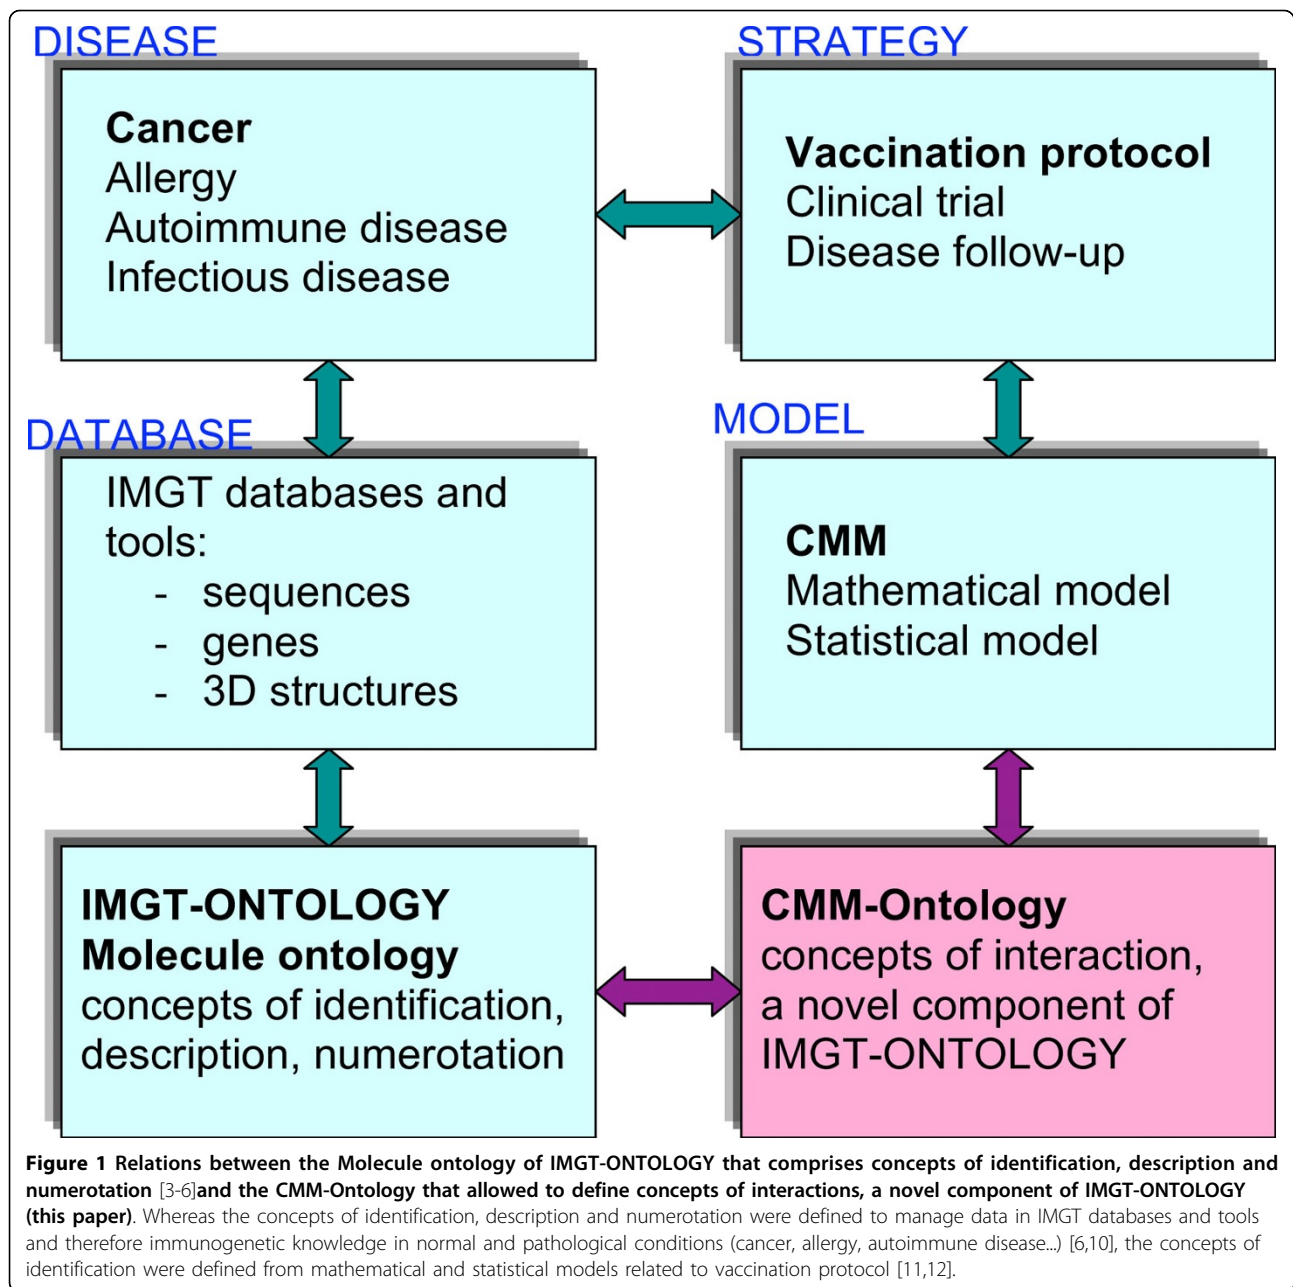 DISEASE
Cancer
Allergy
Autoimmune disease
Infectious disease
STRATEGY
Vaccination protocol
Clinical trial
Disease follow-up
DATABASE
IMGT databases and
tools:
- sequences
- genes
- 3D structures
MODEL
CMM
Mathematical model
Statistical model
IMGT-ONTOLOGY
Molecule ontology
concepts of identification,
description, numerotation
CMM-Ontology
concepts of interaction,
a novel component of
IMGT-ONTOLOGY
Figure 1 Relations between the Molecule ontology of IMGT-ONTOLOGY that comprises concepts of identification, description and
numerotation [3-6]and the CMM-Ontology that allowed to define concepts of interactions, a novel component of IMGT-ONTOLOGY
(this paper). Whereas the concepts of identification, description and numerotation were defined to manage data in IMGT databases and tools
and therefore immunogenetic knowledge in normal and pathological conditions (cancer, allergy, autoimmune disease...) [6,10], the concepts of
identification were defined from mathematical and statistical models related to vaccination protocol [11,12].